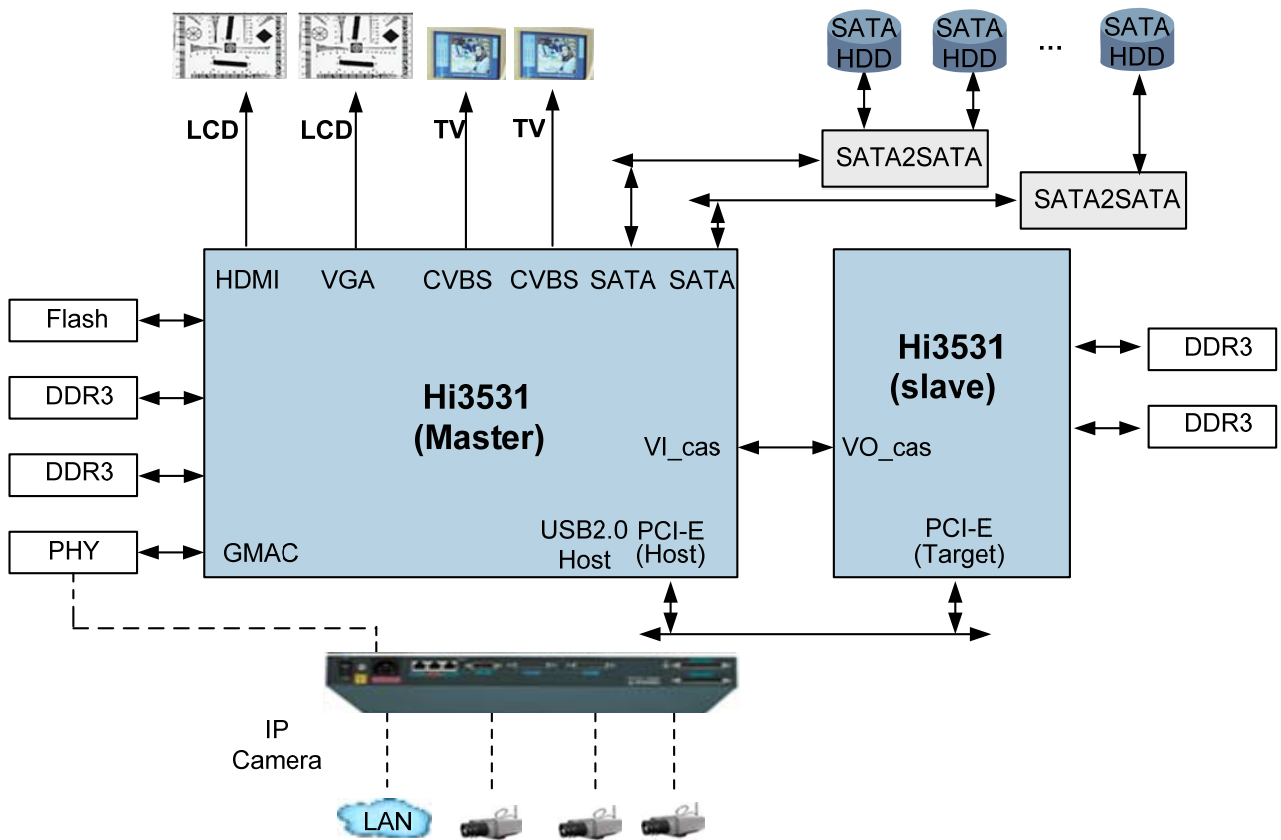 SATA
HDD
SATA
HDD
...
SATA
HDD
LCD
LCD
TV
TV
SATA2SATA
SATA2SATA
HDMI
VGA
CVBS
CVBS
SATA
SATA
Flash
DDR3
DDR3
PHY
Hi3531
(Master)
VI_cas
GMAC
USB2.0
Host
PCI-E
(Host)
Hi3531
(slave)
VO_cas
PCI-E
(Target)
DDR3
DDR3
IP
Camera
LAN